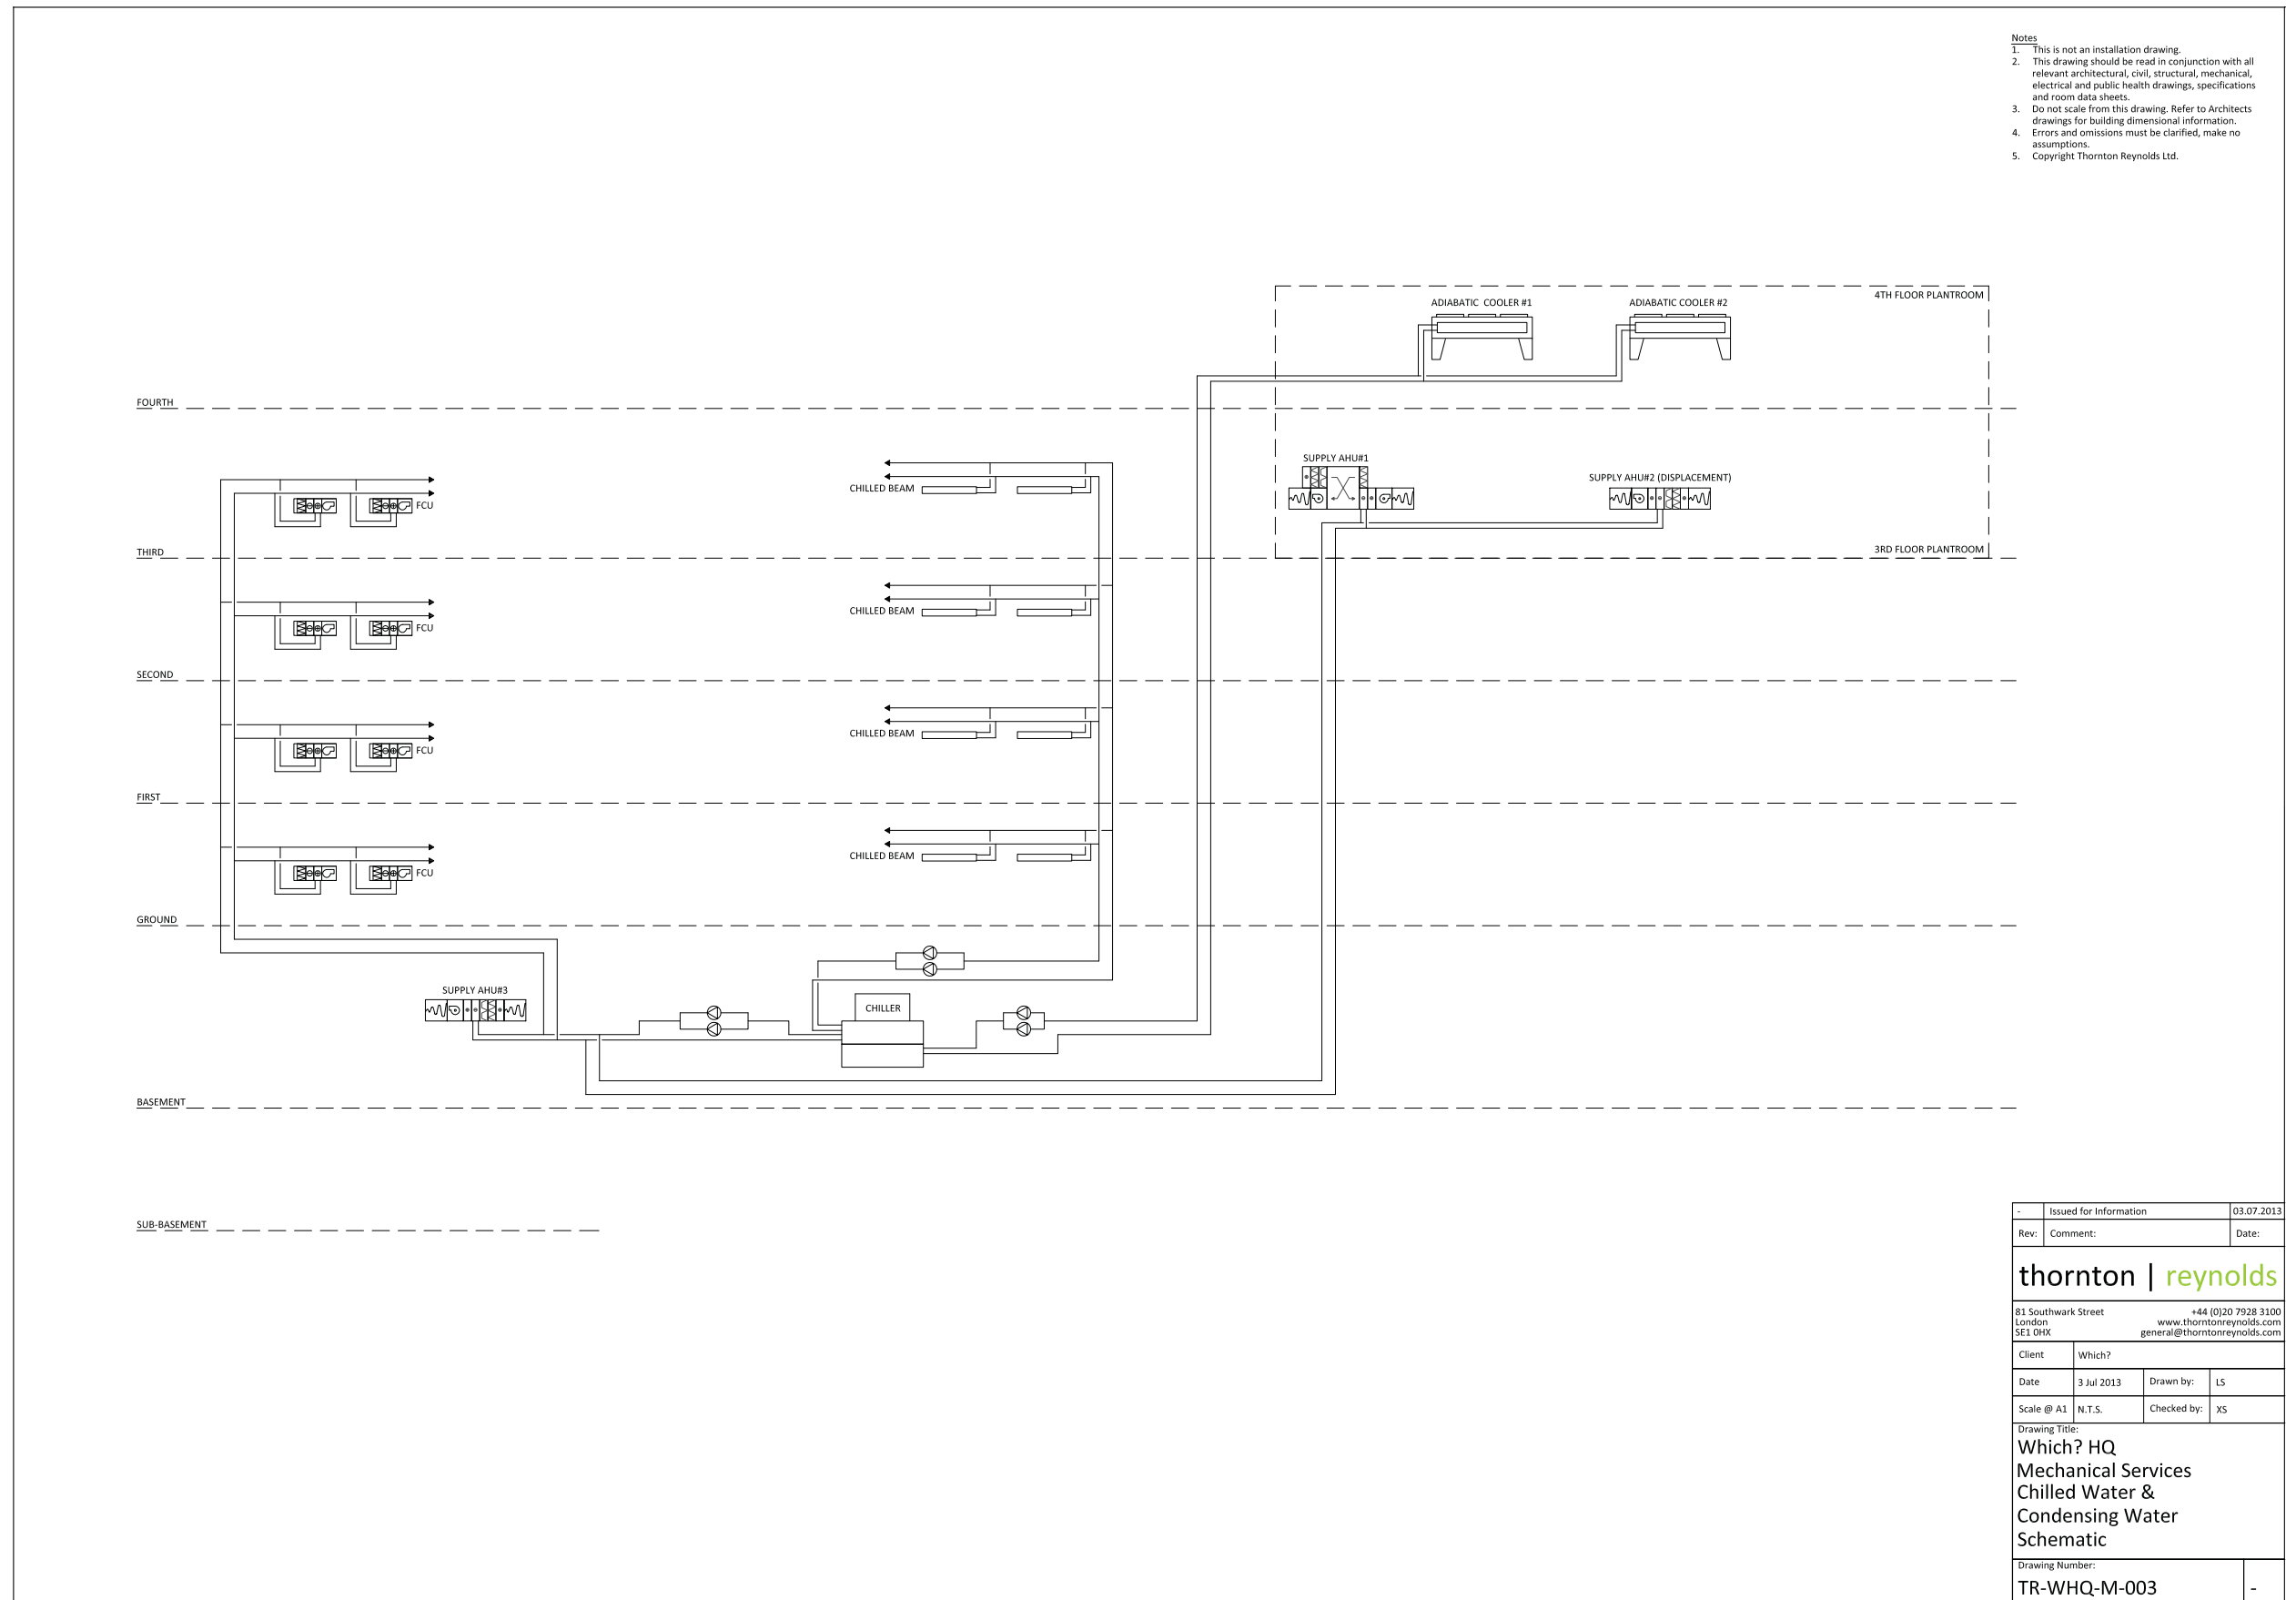 Notes
1. This is not an installation drawing.
2. This drawing should be read in conjunction with all
relevant architectural, civil, structural, mechanical,
electrical and public health drawings, specifications
and room data sheets.
3. Do not scale from this drawing. Refer to Architects
drawings for building dimensional information.
4. Errors and omissions must be clarified, make no
assumptions.
5. Copyright Thornton Reynolds Ltd.
4TH FLOOR PLANTROOM
ADIABATIC COOLER #1
ADIABATIC COOLER #2
FOURTH
SUPPLY AHU#1
SUPPLY AHU#2 (DISPLACEMENT)
CHILLED BEAM
FCU
THIRD
3RD FLOOR PLANTROOM
CHILLED BEAM
FCU
SECOND
CHILLED BEAM
FCU
FIRST
CHILLED BEAM
FCU
GROUND
SUPPLY AHU#3
CHILLER
BASEMENT
SUB-BASEMENT
- Issued for Information 03.07.2013
Rev: Comment: Date:
thornton | reynolds
81 Southwark Street +44 (0)20 7928 3100
London www.thorntonreynolds.com
SE1 0HX general@thorntonreynolds.com
Client Which?
Date 3 Jul 2013 Drawn by: LS
Scale @ A1 N.T.S. Checked by: XS
Drawing Title:
Which? HQ
Mechanical Services
Chilled Water &
Condensing Water
Schematic
Drawing Number:
TR-WHQ-M-003 -